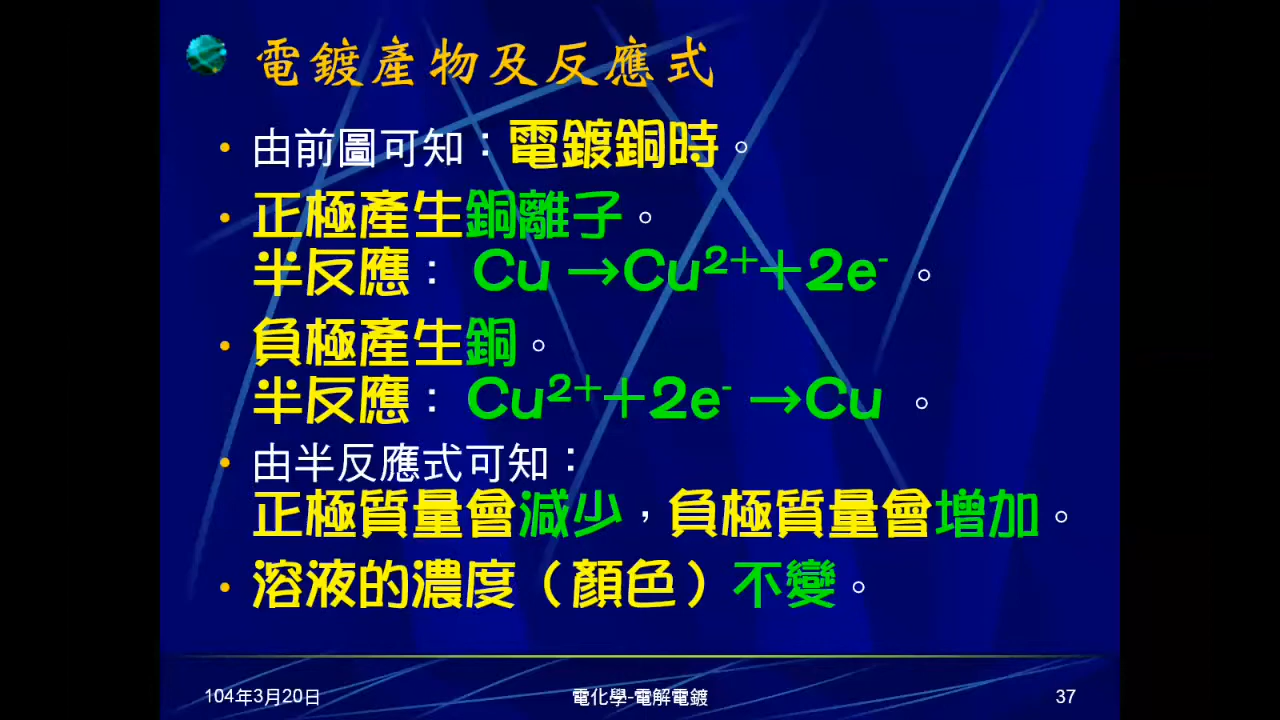 電鍍產物及反應式
• 由前圖可知：電鍍銅時。
• 正極產生銅離子。
半反應： Cu →Cu²⁺＋2e⁻ 。
• 負極產生銅。
半反應： Cu²⁺＋2e⁻ →Cu 。
• 由半反應式可知：
正極質量會減少，負極質量會增加。
• 溶液的濃度（顏色）不變。
104年3月20日
電化學-電解電鍍
37